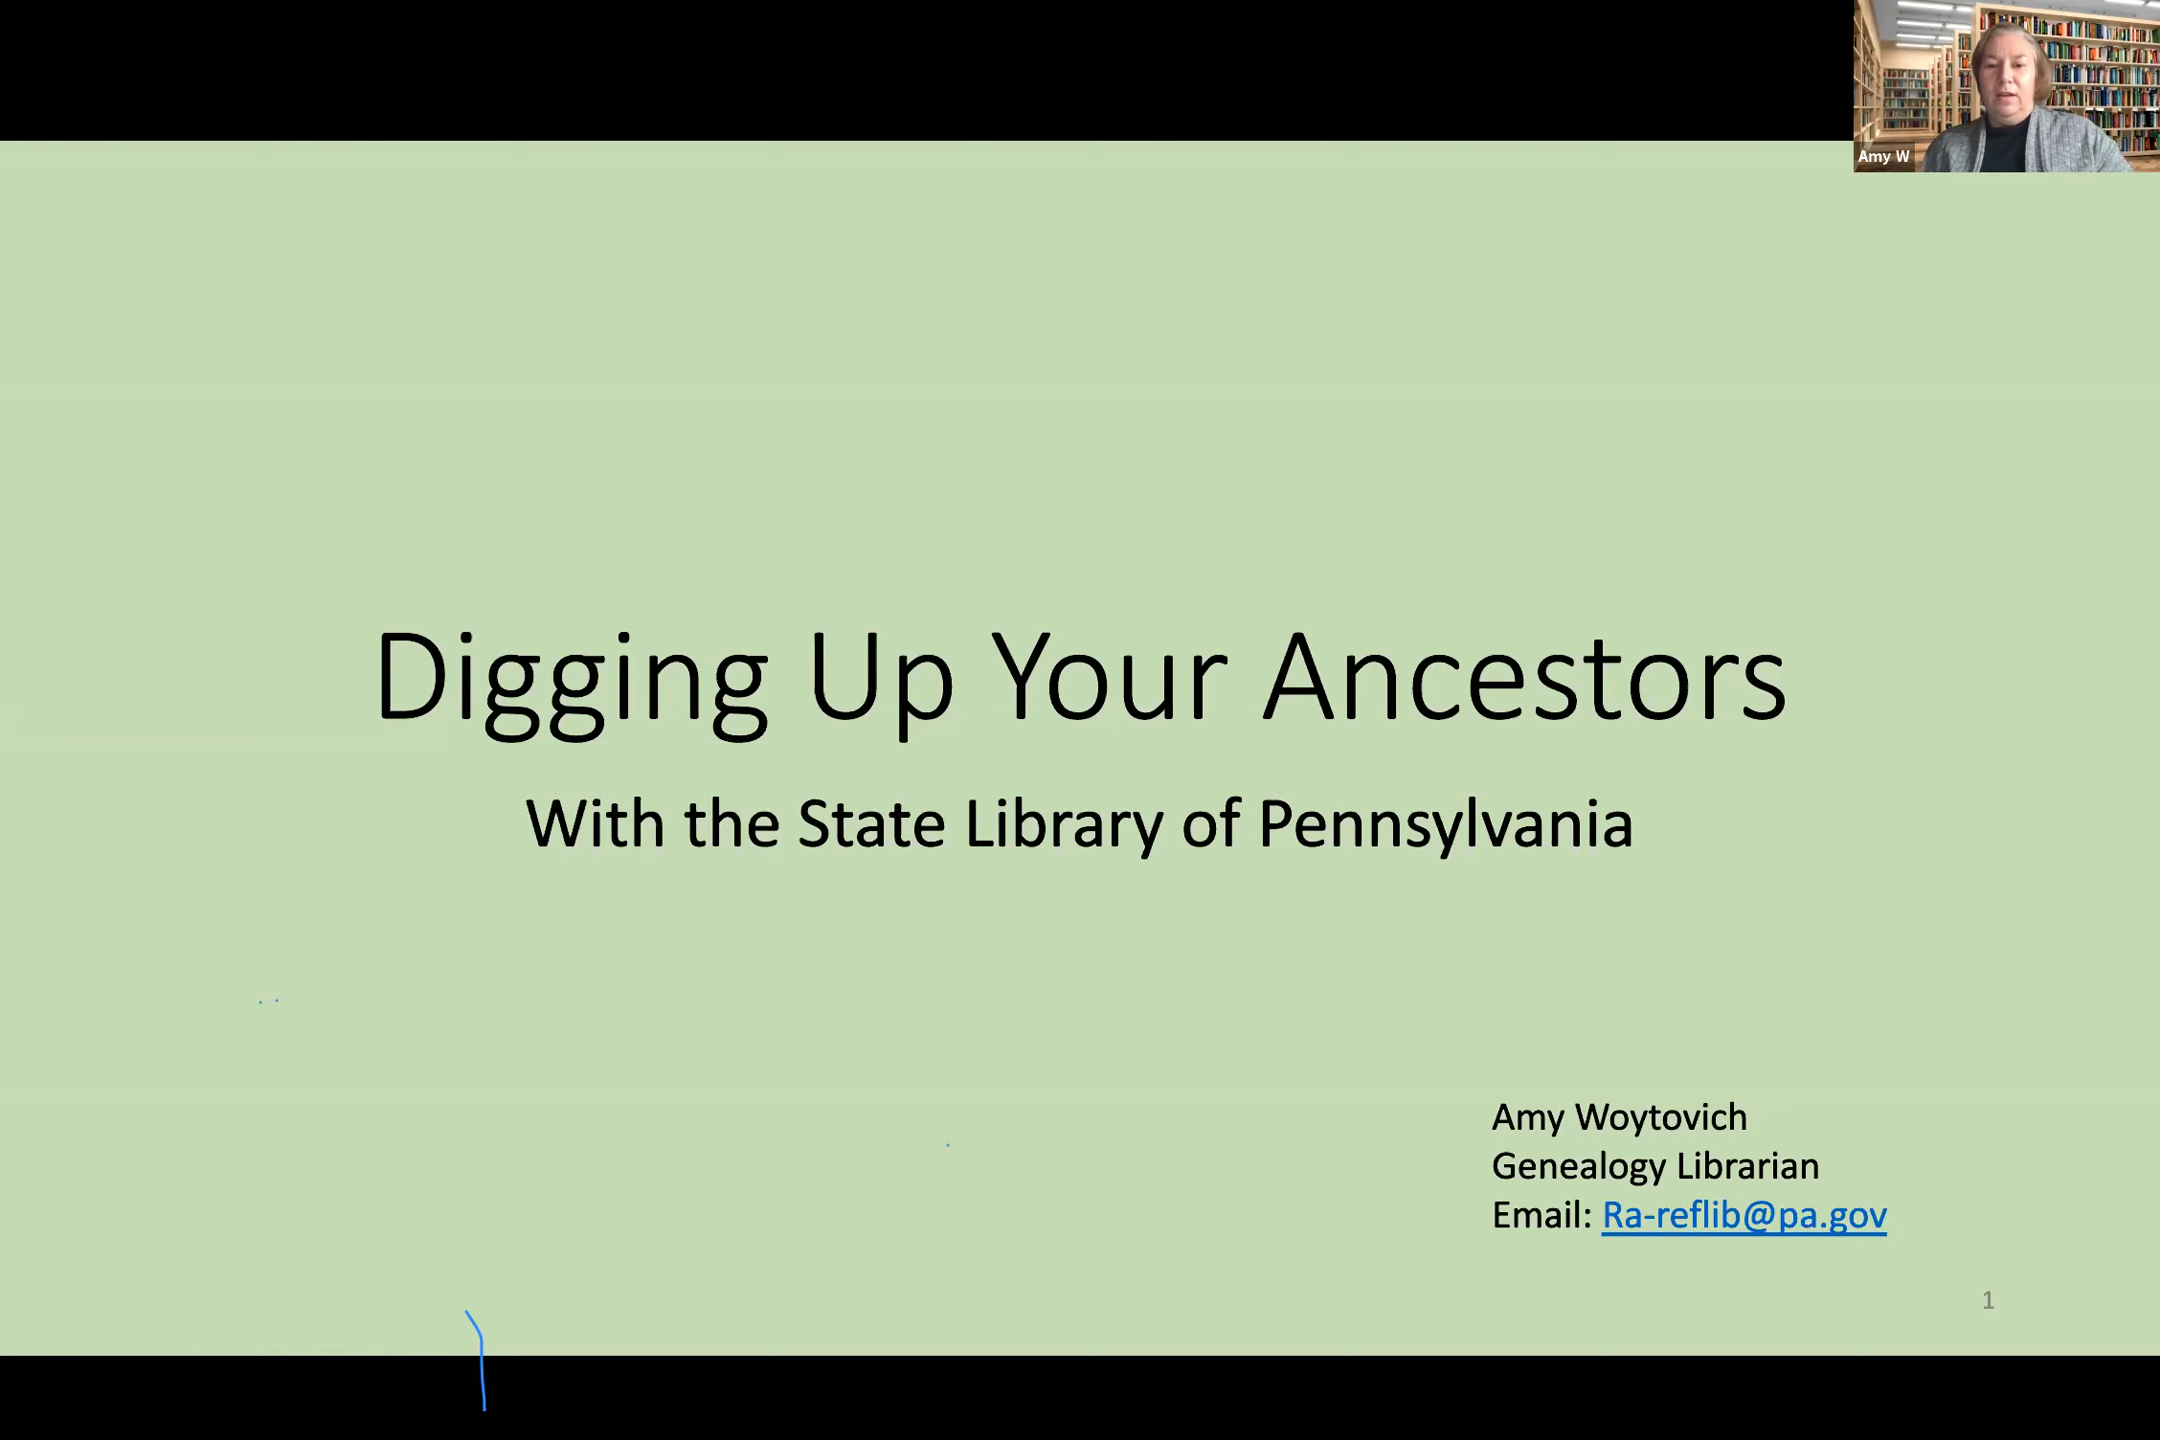 Amy W
Digging Up Your Ancestors
With the State Library of Pennsylvania
Amy Woytovich
Genealogy Librarian
Email: Ra-reflib@pa.gov
1